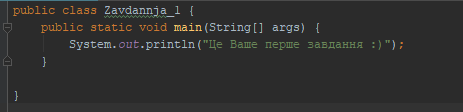 public class Zavdannja_1 {
public static void main(String[] args) {
System.out.println("Це Ваше перше завдання :)");
}
}